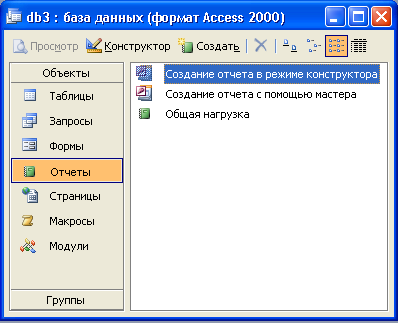 db3 : база данных (формат Access 2000)
Просмотр Конструктор Создать
Объекты
Таблицы
Запросы
Формы
Отчеты
Страницы
Макросы
Модули
Группы
Создание отчета в режиме конструктора
Создание отчета с помощью мастера
Общая нагрузка